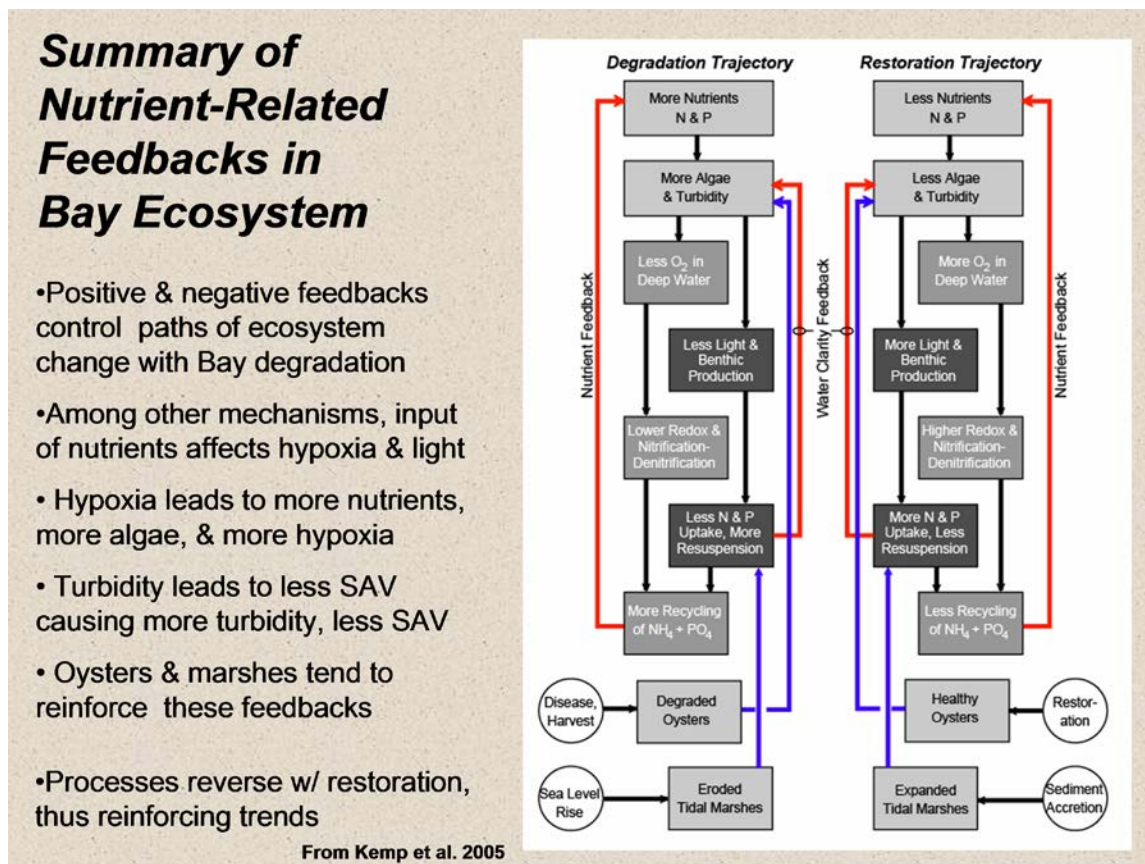 Summary of
Nutrient-Related
Feedbacks in
Bay Ecosystem
•Positive & negative feedbacks
control paths of ecosystem
change with Bay degradation
•Among other mechanisms, input
of nutrients affects hypoxia & light
• Hypoxia leads to more nutrients,
more algae, & more hypoxia
• Turbidity leads to less SAV
causing more turbidity, less SAV
• Oysters & marshes tend to
reinforce these feedbacks
•Processes reverse w/ restoration,
thus reinforcing trends
From Kemp et al. 2005
Degradation Trajectory
More Nutrients
N & P
More Algae
& Turbidity
Less O2 in
Deep Water
Less Light &
Benthic
Production
Lower Redox &
Nitrification-
Denitrification
Less N & P
Uptake, More
Resuspension
More Recycling
of NH4 + PO4
Nutrient Feedback
Water Clarity Feedback
Disease,
Harvest
Degraded
Oysters
Sea Level
Rise
Eroded
Tidal Marshes
Restoration Trajectory
Less Nutrients
N & P
Less Algae
& Turbidity
More O2 in
Deep Water
More Light &
Benthic
Production
Higher Redox &
Nitrification-
Denitrification
More N & P
Uptake, Less
Resuspension
Less Recycling
of NH4 + PO4
Nutrient Feedback
Healthy
Oysters
Restor-
ation
Expanded
Tidal Marshes
Sediment
Accretion